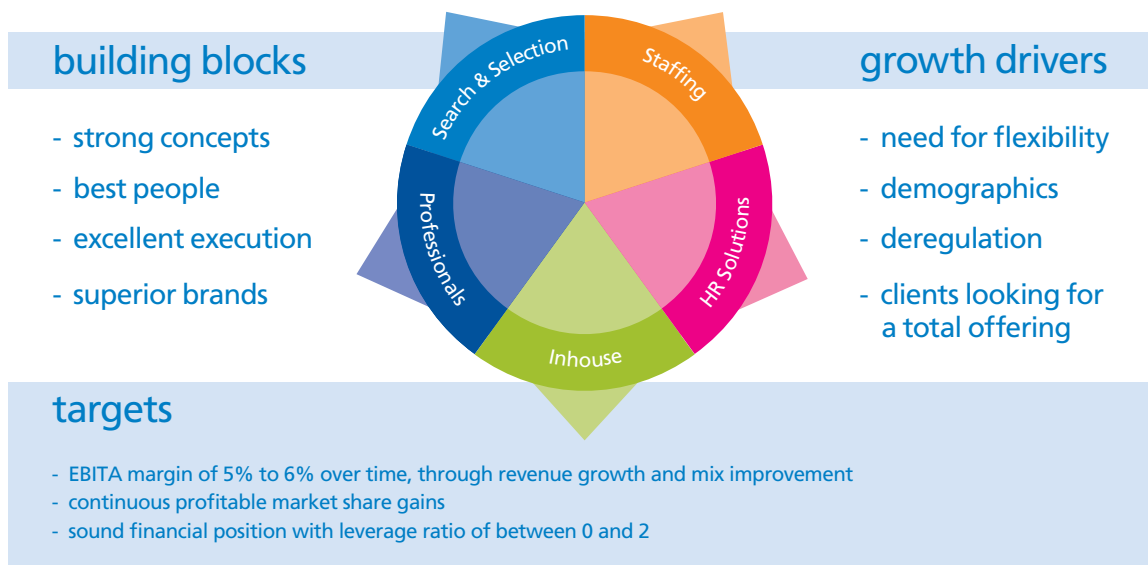 building blocks
- strong concepts
- best people
- excellent execution
- superior brands
Search & Selection
Staffing
Professionals
HR Solutions
Inhouse
growth drivers
- need for flexibility
- demographics
- deregulation
- clients looking for
a total offering
targets
- EBITA margin of 5% to 6% over time, through revenue growth and mix improvement
- continuous profitable market share gains
- sound financial position with leverage ratio of between 0 and 2